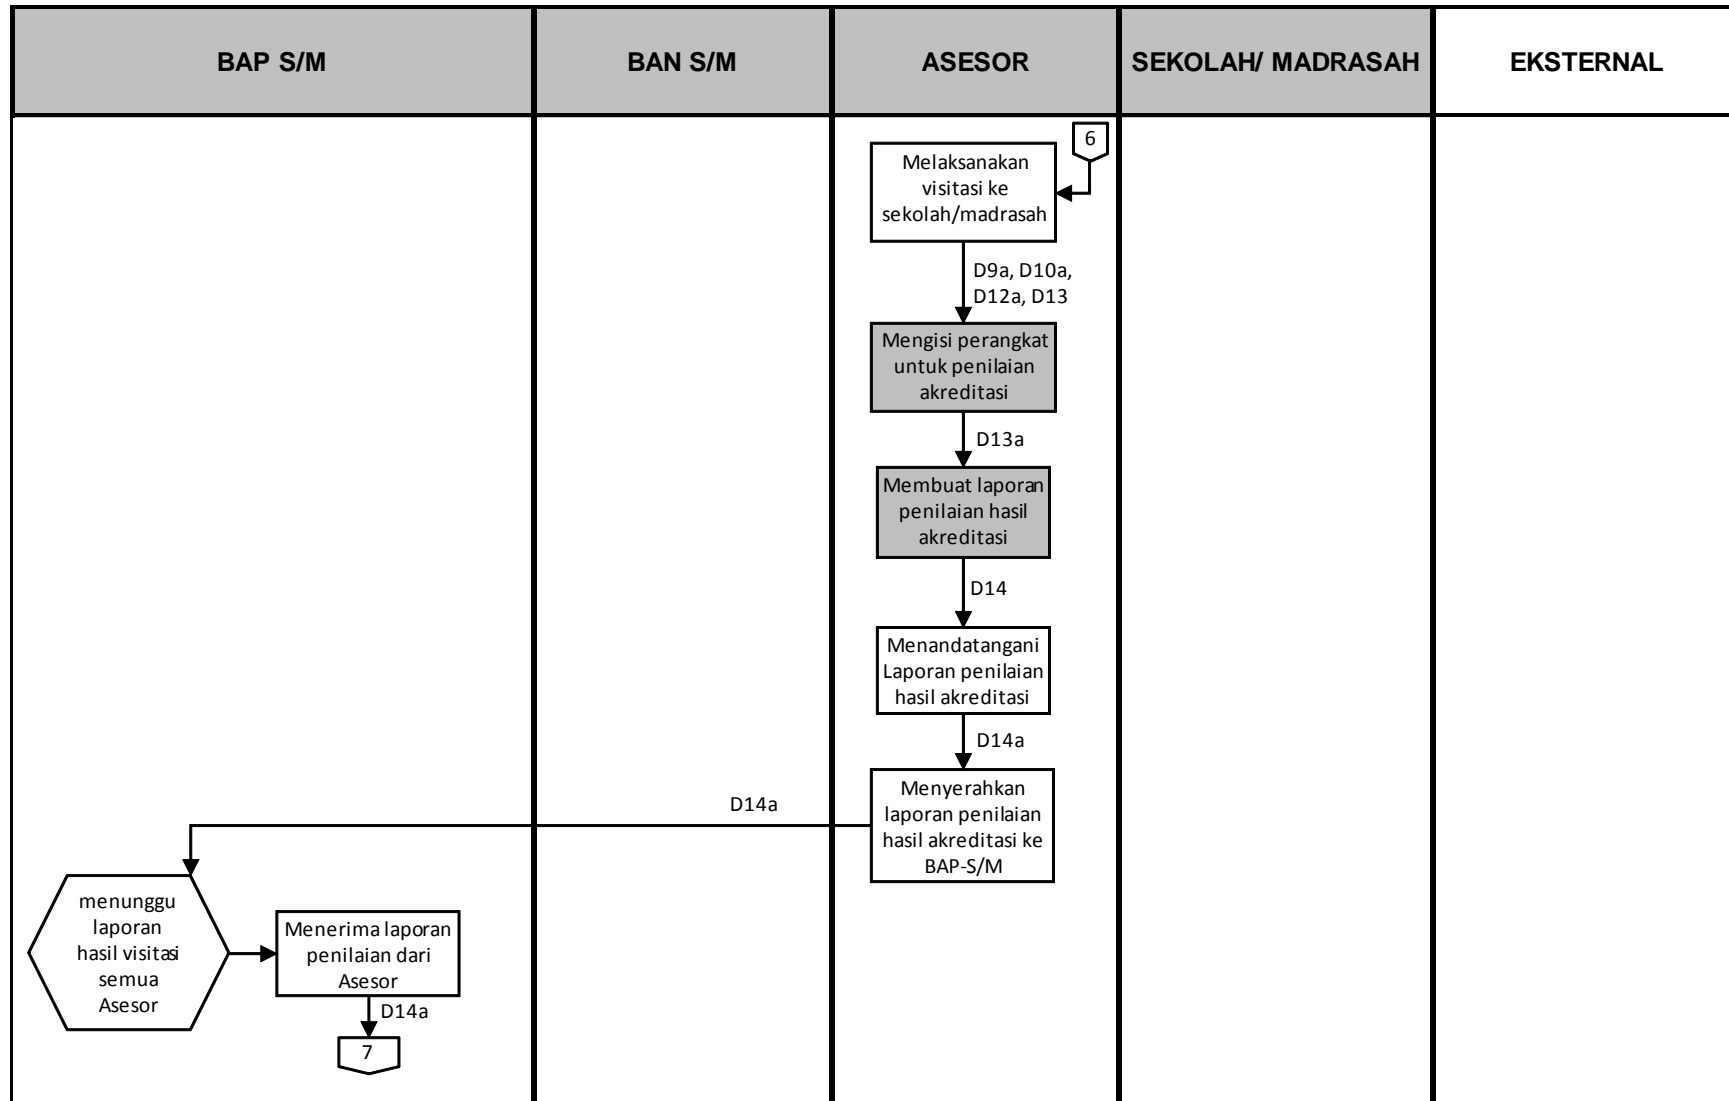 BAP S/M
BAN S/M
ASESOR
SEKOLAH/ MADRASAH
EKSTERNAL
6
Melaksanakan
visitasi ke
sekolah/madrasah
D9a, D10a,
D12a, D13
Mengisi perangkat
untuk penilaian
akreditasi
D13a
Membuat laporan
penilaian hasil
akreditasi
D14
Menandatangani
Laporan penilaian
hasil akreditasi
D14a
Menyerahkan
laporan penilaian
hasil akreditasi ke
BAP-S/M
D14a
menunggu
laporan
hasil visitasi
semua
Asesor
Menerima laporan
penilaian dari
Asesor
D14a
7